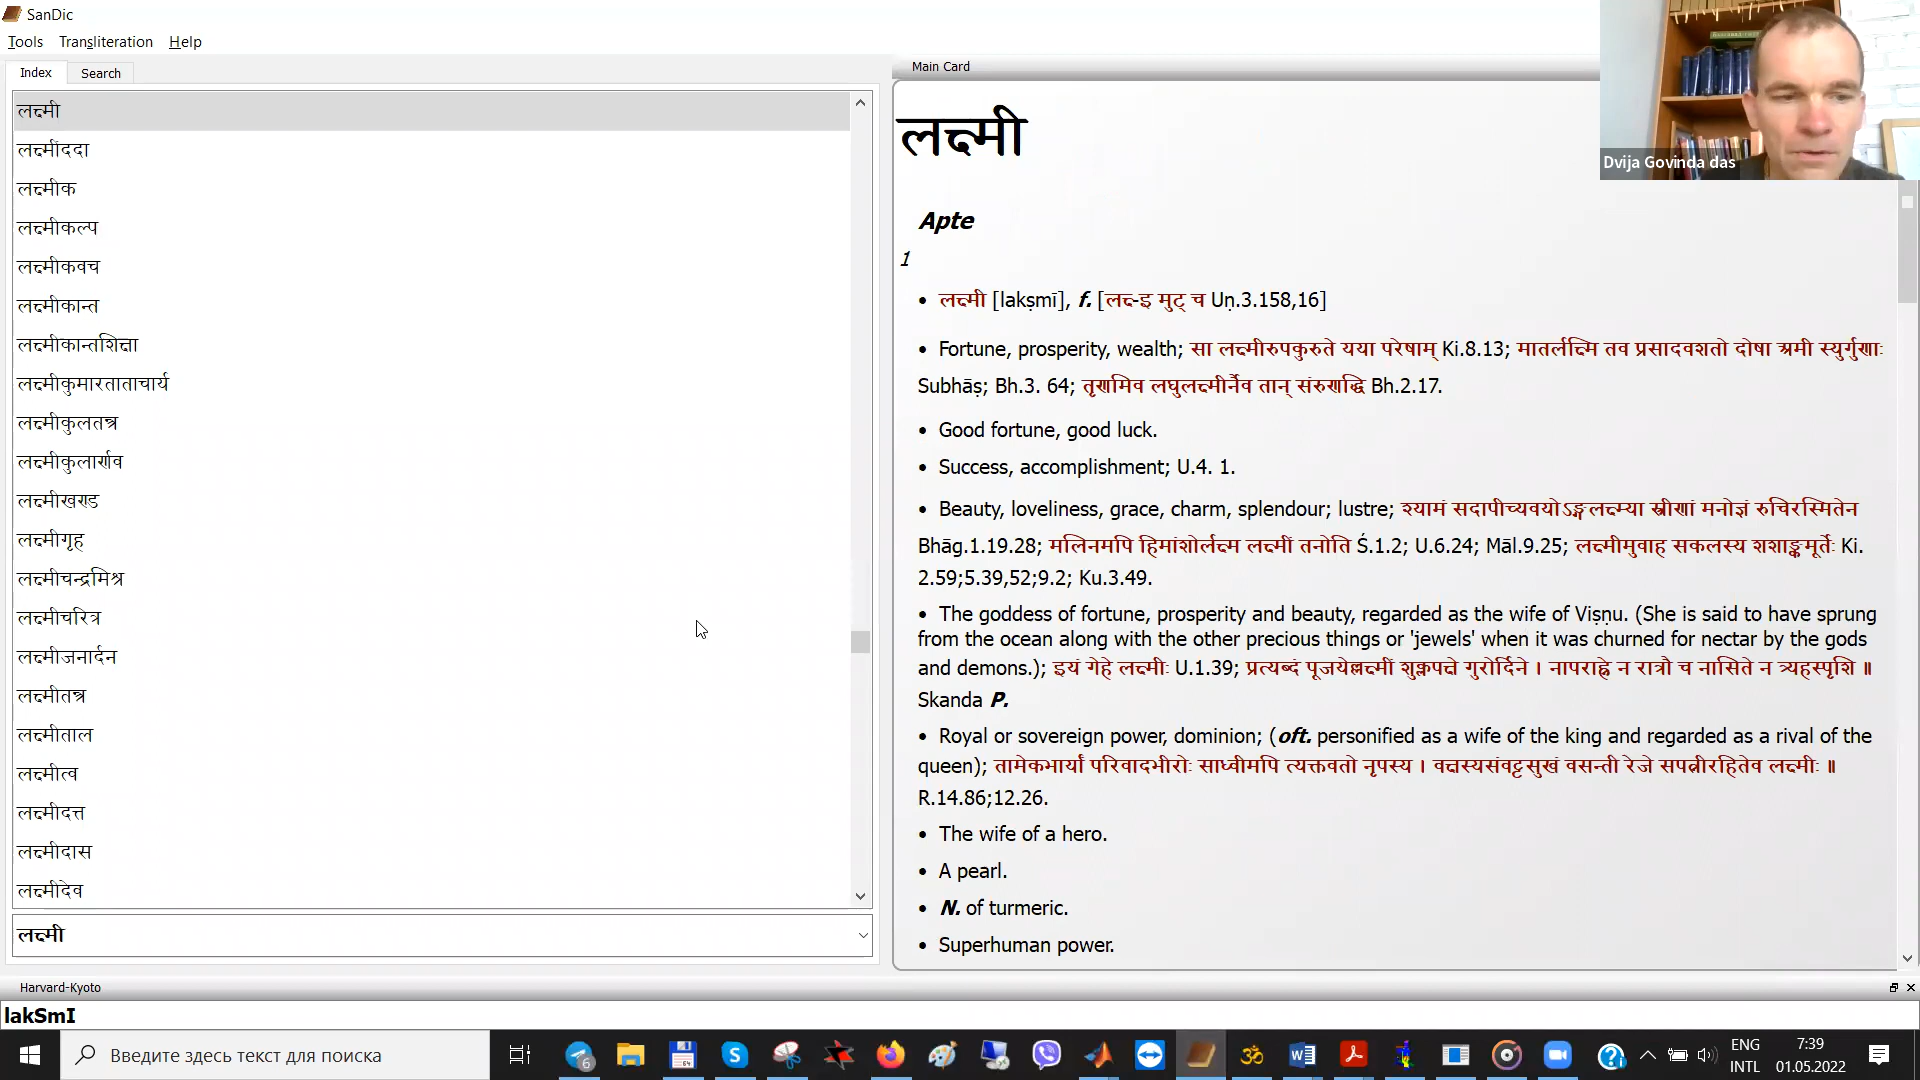 SanDic
Tools Transliteration Help
Index Search
लक्ष्मी
लक्ष्मींददा
लक्ष्मीक
लक्ष्मीकल्प
लक्ष्मीकवच
लक्ष्मीकान्त
लक्ष्मीकान्तशिक्षा
लक्ष्मीकुमारताताचार्य
लक्ष्मीकुलतन्त्र
लक्ष्मीकुलार्णव
लक्ष्मीखण्ड
लक्ष्मीगृह
लक्ष्मीचन्द्रमिश्र
लक्ष्मीचरित्र
लक्ष्मीजनार्दन
लक्ष्मीतन्त्र
लक्ष्मीताल
लक्ष्मीत्व
लक्ष्मीदत्त
लक्ष्मीदास
लक्ष्मीदेव
लक्ष्मी
Harvard-Kyoto
lakSmI
Main Card
लक्ष्मी
Apte
1
• लक्ष्मी [lakṣmī], f. [लक्ष-इ मुट् च Uṇ.3.158,16]
• Fortune, prosperity, wealth; सा लक्ष्मीरुपकुरुते यया परेषाम् Ki.8.13; मातर्लक्ष्मि तव प्रसादवशतो दोषा अमी स्युर्गुणाः
Subhāṣ; Bh.3. 64; तृणमिव लघुलक्ष्मीर्नैव तान् संरुणद्धि Bh.2.17.
• Good fortune, good luck.
• Success, accomplishment; U.4. 1.
• Beauty, loveliness, grace, charm, splendour; lustre; श्यामं सदापीच्यवयोऽङ्गलक्ष्म्या स्त्रीणां मनोज्ञं रुचिरस्मितेन
Bhāg.1.19.28; मलिनमपि हिमांशोर्लक्ष्म लक्ष्मीं तनोति Ś.1.2; U.6.24; Māl.9.25; लक्ष्मीमुवाह सकलस्य शशाङ्कमूर्तेः Ki.
2.59;5.39,52;9.2; Ku.3.49.
• The goddess of fortune, prosperity and beauty, regarded as the wife of Viṣṇu. (She is said to have sprung
from the ocean along with the other precious things or 'jewels' when it was churned for nectar by the gods
and demons.); इयं गेहे लक्ष्मीः U.1.39; प्रत्यब्दं पूजयेल्लक्ष्मीं शुक्लपक्षे गुरोर्दिने । नापराह्ने न रात्रौ च नासिते न त्र्यहस्पृशि ॥
Skanda P.
• Royal or sovereign power, dominion; (oft. personified as a wife of the king and regarded as a rival of the
queen); तामेकभार्यां परिवादभीरोः साध्वीमपि त्यक्तवतो नृपस्य । वक्षस्यसंघट्टसुखं वसन्ती रेजे सपत्नीरहितेव लक्ष्मीः ॥
R.14.86;12.26.
• The wife of a hero.
• A pearl.
• N. of turmeric.
• Superhuman power.
Dvija Govinda das
Введите здесь текст для поиска
ENG
INTL
7:39
01.05.2022